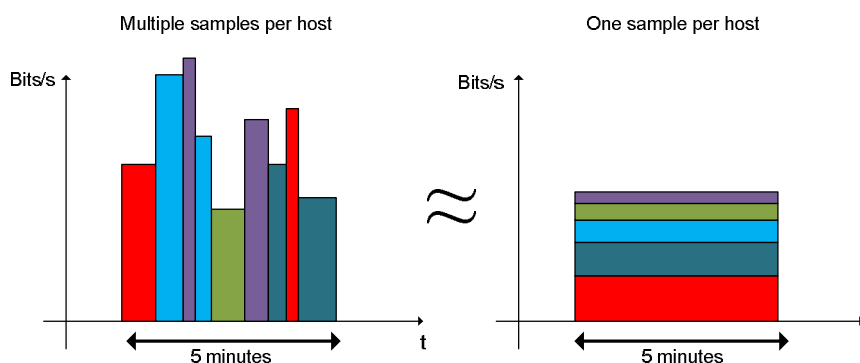 Multiple samples per host
One sample per host
Bits/s
Bits/s
t
5 minutes
5 minutes